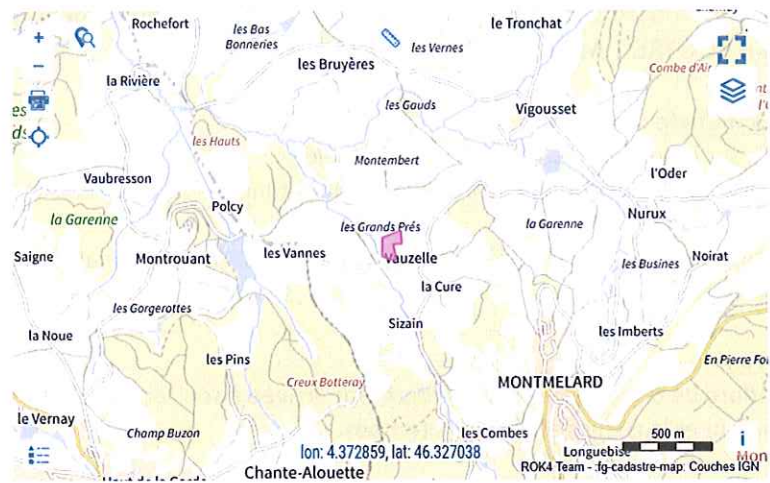 Rochefort
les Bas
Bonneries
le Tronchat
les Vernes
les Bruyères
la Rivière
Combe d'Air
les Gauds
Vigousset
les Hauts
Montembert
Vaubresson
l'Oder
Polcy
la Garenne
les Grands Prés
la Garenne
Nurux
Saigne
Montrouant
les Vannes
Vauzelle
les Busines
Noirat
la Cure
les Gorgerottes
Sizain
la Noue
les Imberts
les Pins
En Pierre Fo
Creux Botteray
MONTMELARD
le Vernay
Champ Buzon
les Combes
500 m
lon: 4.372859, lat: 46.327038
Longuebise
Mon
ROK4 Team - :fg-cadastre-map: Couches IGN
Chante-Alouette